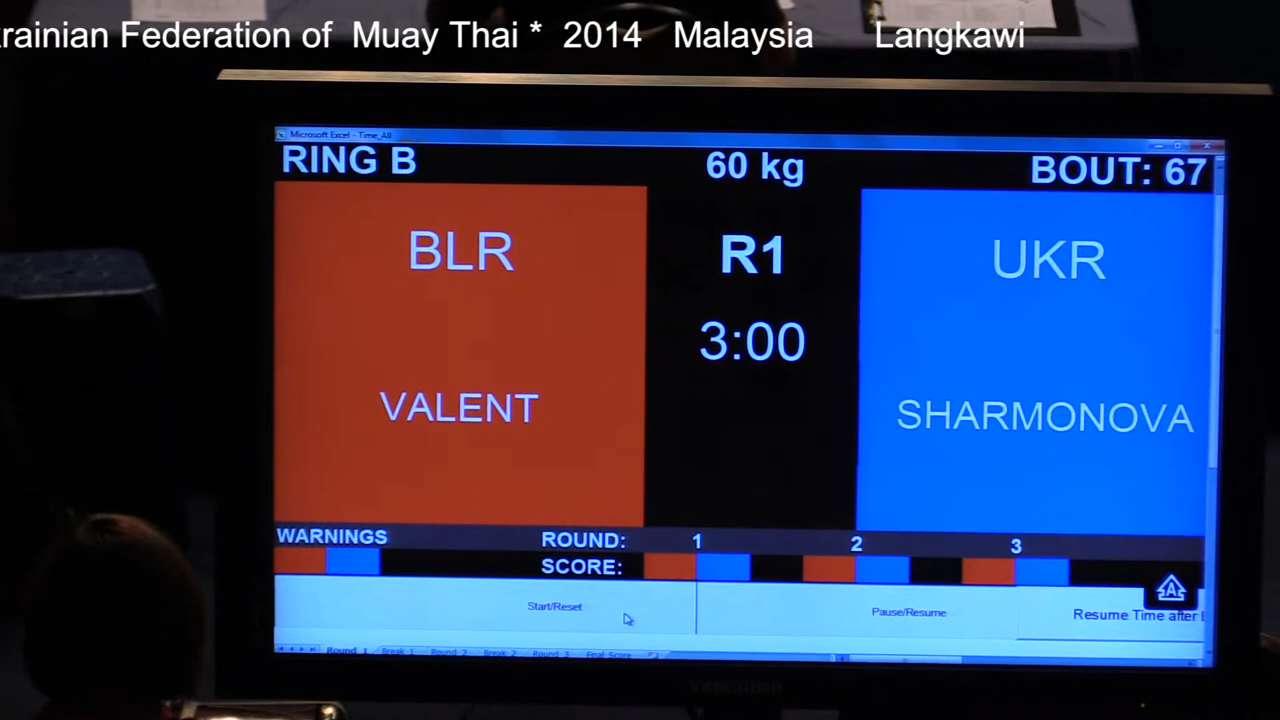 rainian Federation of Muay Thai * 2014 Malaysia Langkawi
Microsoft Excel - Time_All
RING B 60 kg BOUT: 67
BLR R1 UKR
3:00
VALENT SHARMONOVA
WARNINGS ROUND: 1 2 3
SCORE:
Start/Reset Pause/Resume Resume Time after
A
Round 1 Break 1 Round 2 Break 2 Round 3 Final Score